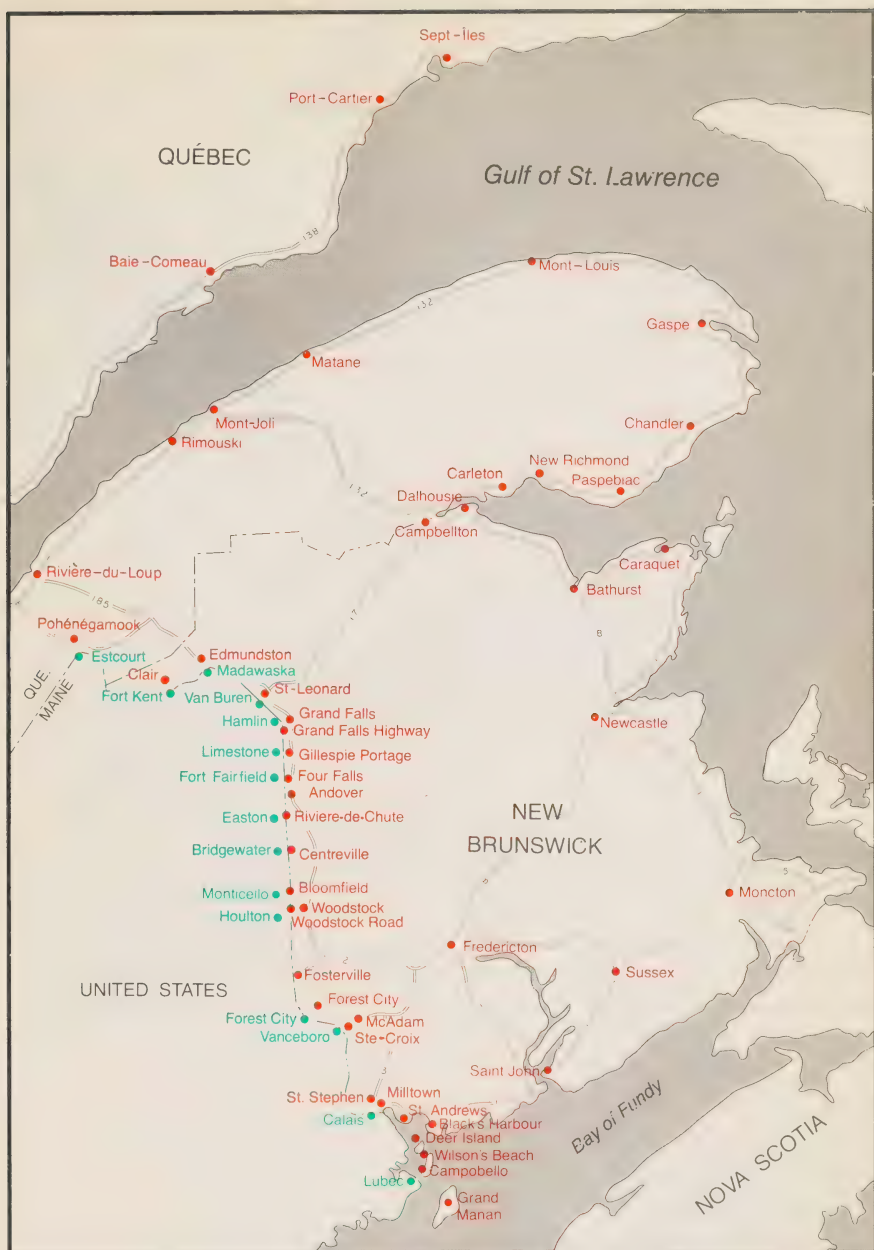 Sept-Îles
Port-Cartier
QUÉBEC
Gulf of St. Lawrence
138
Baie-Comeau
Mont-Louis
132
Gaspe
Matane
Mont-Joli
Rimouski
Chandler
New Richmond
Carleton
Paspebiac
132
Dalhousie
Campbellton
Caraquet
Rivière-du-Loup
Bathurst
185
17
8
Pohénégamook
Estcourt
Edmundston
Madawaska
QUE.
MAINE
Clair
Fort Kent
St-Leonard
Van Buren
Grand Falls
Hamlin
Grand Falls Highway
Newcastle
Limestone
Gillespie Portage
Fort Fairfield
Four Falls
Andover
Easton
Riviere-de-Chute
NEW
BRUNSWICK
Bridgewater
Centreville
Monticello
Bloomfield
Woodstock
Houlton
Woodstock Road
Moncton
Fredericton
2
Sussex
Fosterville
UNITED STATES
Forest City
Forest City
McAdam
Vanceboro
Ste-Croix
Saint John
3
St. Stephen
Milltown
Calais
St. Andrews
Black's Harbour
Deer Island
Wilson's Beach
Campobello
Lubec
Grand
Manan
Bay of Fundy
NOVA SCOTIA